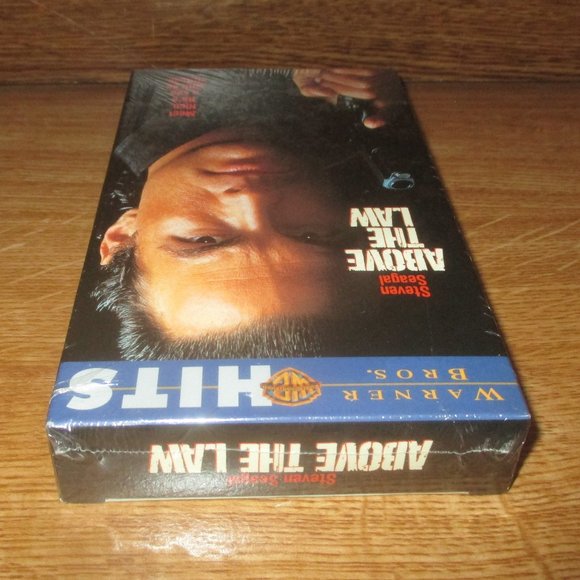 Steven Seagal
ABOVE THE LAW
WARNER
BROS.
HITS
Steven
Seagal
ABOVE
THE
LAW